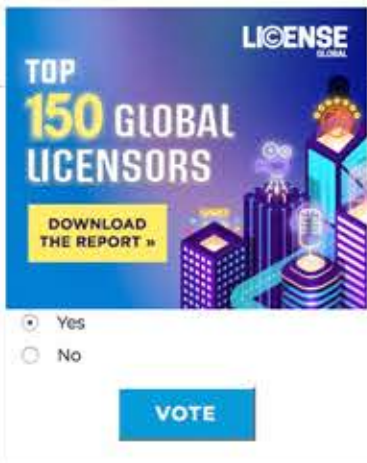 LICENSE
GLOBAL
TOP
150 GLOBAL
LICENSORS
DOWNLOAD
THE REPORT »
Yes
No
VOTE